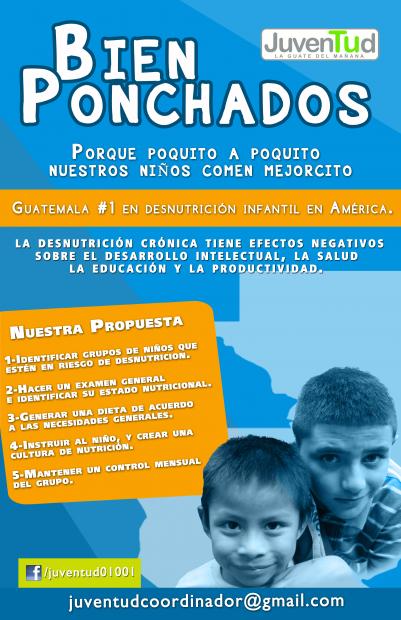 BIEN
PONCHADOS
JUVENTUD
LA GUATE DEL MAÑANA
PORQUE POQUITO A POQUITO
NUESTROS NIÑOS COMEN MEJORCITO
GUATEMALA #1 EN DESNUTRICIÓN INFANTIL EN AMÉRICA.
LA DESNUTRICIÓN CRÓNICA TIENE EFECTOS NEGATIVOS
SOBRE EL DESARROLLO INTELECTUAL, LA SALUD
LA EDUCACIÓN Y LA PRODUCTIVIDAD.
NUESTRA PROPUESTA
1-IDENTIFICAR GRUPOS DE NIÑOS QUE
ESTÉN EN RIESGO DE DESNUTRICION.
2-HACER UN EXAMEN GENERAL
E IDENTIFICAR SU ESTADO NUTRICIONAL.
3-GENERAR UNA DIETA DE ACUERDO
A LAS NECESIDADES GENERALES.
4-INSTRUIR AL NIÑO, Y CREAR UNA
CULTURA DE NUTRICIÓN.
5-MANTENER UN CONTROL MENSUAL
DEL GRUPO.
f /juventud01001
juventudcoordinador@gmail.com